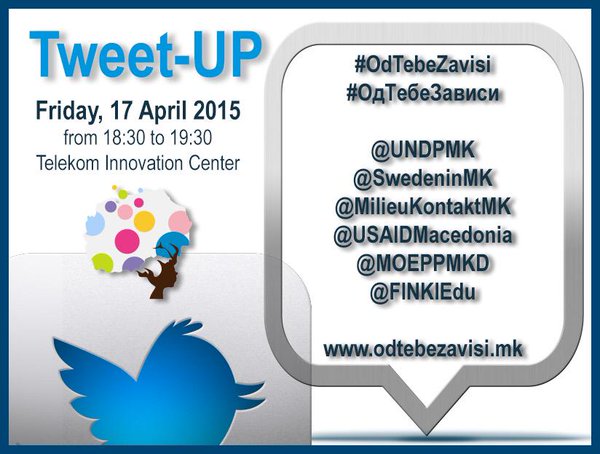 Tweet-UP
Friday, 17 April 2015
from 18:30 to 19:30
Telekom Innovation Center
#OdTebeZavisi
#ОдТебеЗависи
@UNDPMK
@SwedeninMK
@MilieuKontaktMK
@USAIDMacedonia
@MOEPPMKD
@FINKIEdu
www.odtebezavisi.mk